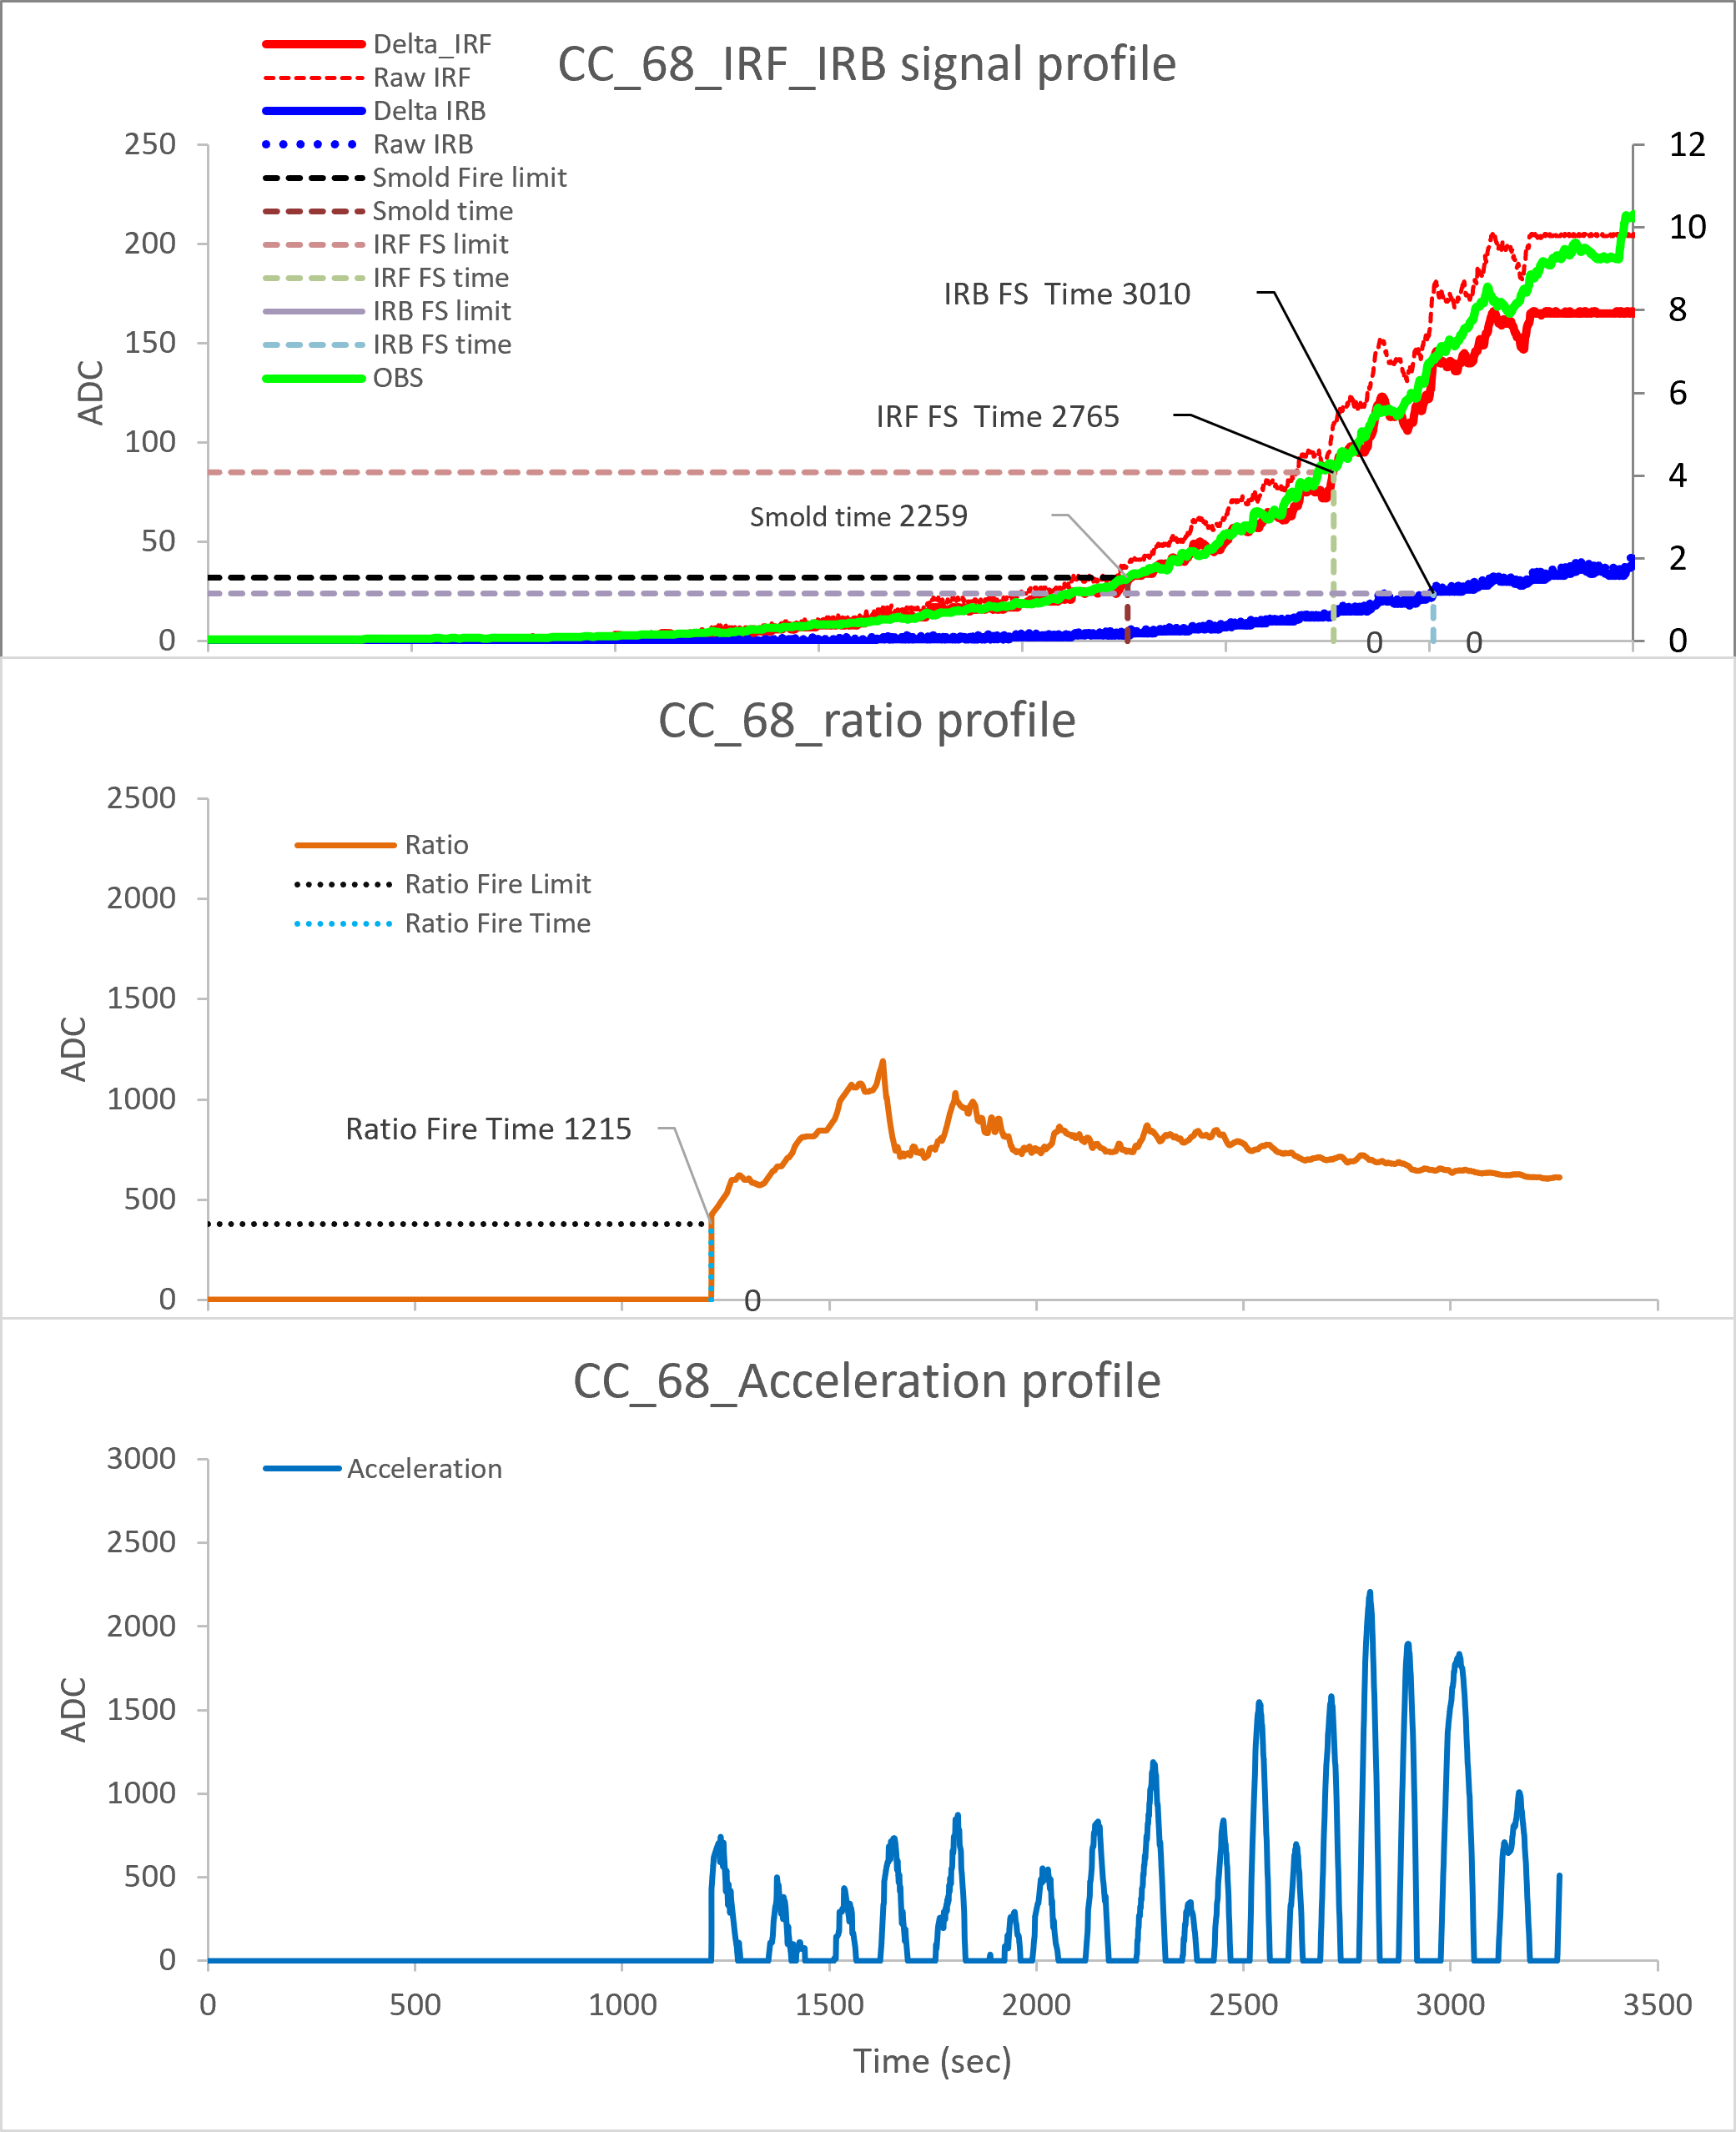 CC_68_IRF_IRB signal profile
Delta_IRF
Raw IRF
Delta IRB
Raw IRB
Smold Fire limit
Smold time
IRF FS limit
IRF FS time
IRB FS limit
IRB FS time
OBS
250
200
150
100
50
0
ADC
12
10
8
6
4
2
0
IRB FS  Time 3010
IRF FS  Time 2765
Smold time 2259
0
0
CC_68_ratio profile
2500
2000
1500
1000
500
0
ADC
Ratio
Ratio Fire Limit
Ratio Fire Time
Ratio Fire Time 1215
0
CC_68_Acceleration profile
3000
2500
2000
1500
1000
500
0
ADC
Acceleration
0 500 1000 1500 2000 2500 3000 3500
Time (sec)